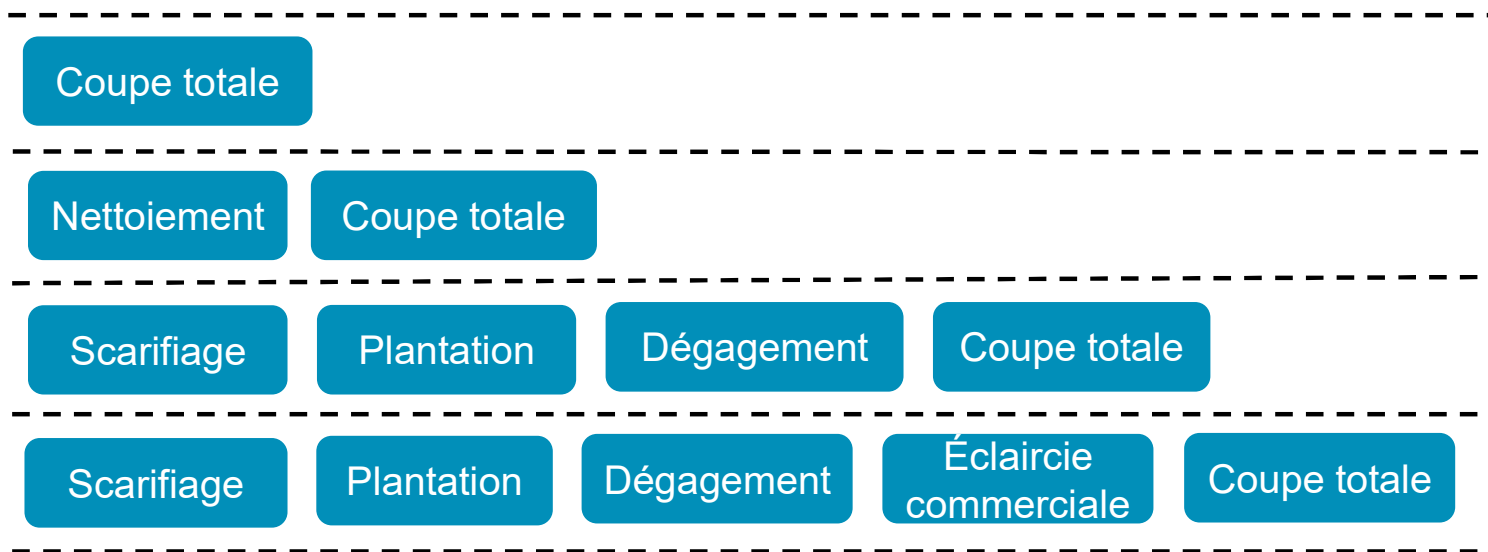 Coupe totale
Nettoiement
Coupe totale
Scarifiage
Plantation
Dégagement
Coupe totale
Scarifiage
Plantation
Dégagement
Éclaircie
commerciale
Coupe totale